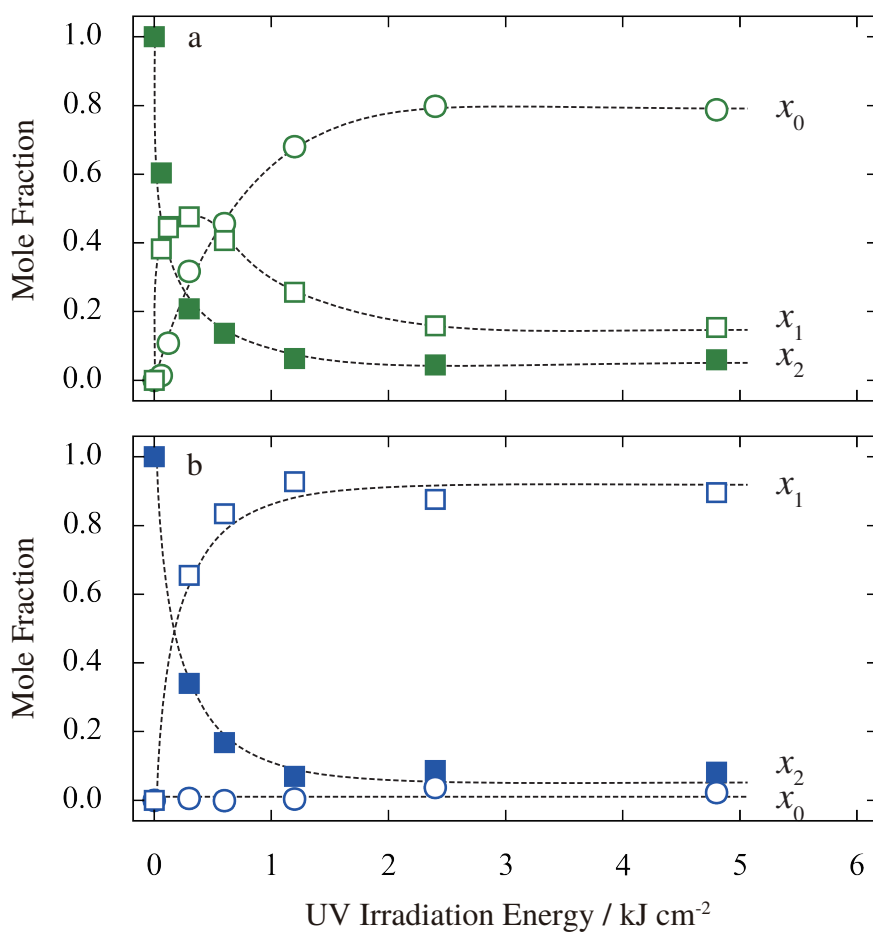 a
1.0
0.8
0.6
0.4
0.2
0.0
Mole Fraction
x0
x1
x2
b
1.0
0.8
0.6
0.4
0.2
0.0
Mole Fraction
x1
x2
x0
0 1 2 3 4 5 6
UV Irradiation Energy / kJ cm-2